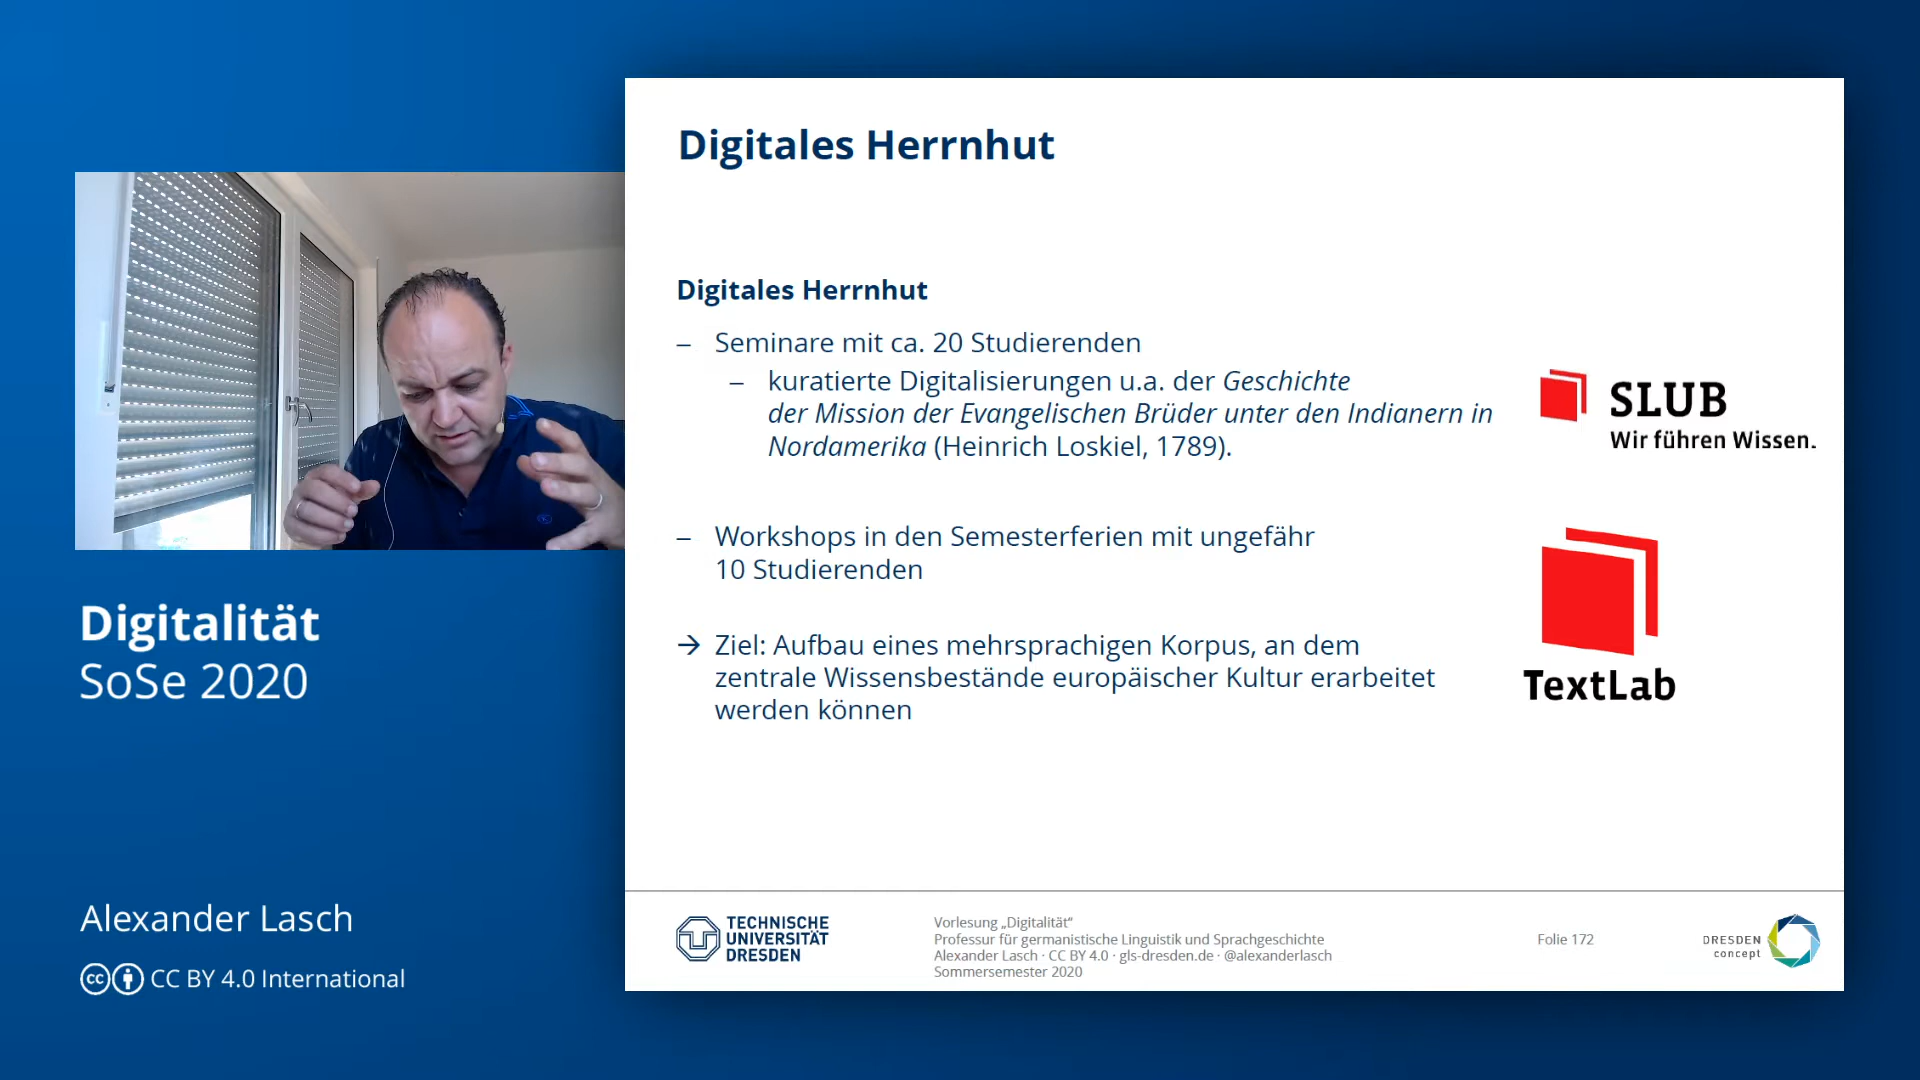 Digitales Herrnhut
Digitales Herrnhut
– Seminare mit ca. 20 Studierenden
– kuratierte Digitalisierungen u.a. der Geschichte
der Mission der Evangelischen Brüder unter den Indianern in
Nordamerika (Heinrich Loskiel, 1789).
– Workshops in den Semesterferien mit ungefähr
10 Studierenden
→ Ziel: Aufbau eines mehrsprachigen Korpus, an dem
zentrale Wissensbestände europäischer Kultur erarbeitet
werden können
SLUB
Wir führen Wissen.
TextLab
Digitalität
SoSe 2020
Alexander Lasch
CC BY 4.0 International
TECHNISCHE
UNIVERSITÄT
DRESDEN
Vorlesung „Digitalität“
Professur für germanistische Linguistik und Sprachgeschichte
Alexander Lasch · CC BY 4.0 · gls-dresden.de · @alexanderlasch
Sommersemester 2020
Folie 172
DRESDEN
concept